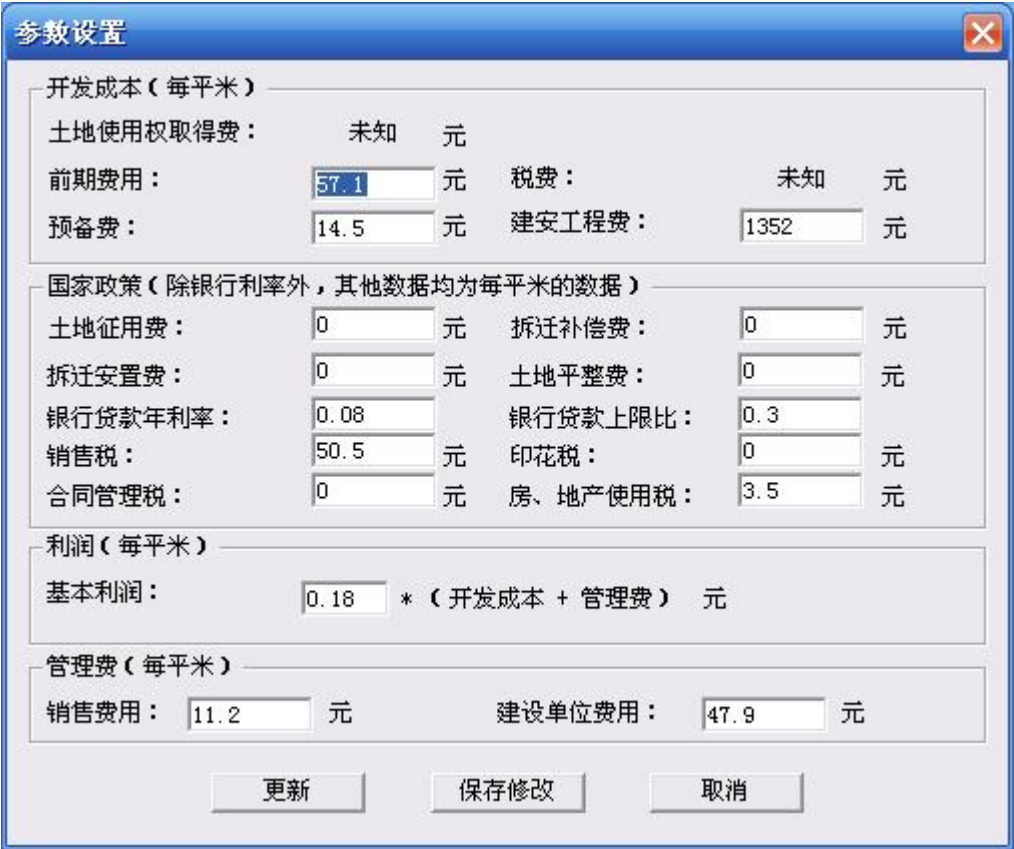 参数设置
开发成本(每平米)
土地使用权取得费: 未知 元
前期费用: 57.1 元 税费: 未知 元
预备费: 14.5 元 建安工程费: 1352 元
国家政策(除银行利率外,其他数据均为每平米的数据)
土地征用费: 0 元 拆迁补偿费: 0 元
拆迁安置费: 0 元 土地平整费: 0 元
银行贷款年利率: 0.08 银行贷款上限比: 0.3
销售税: 50.5 元 印花税: 0 元
合同管理税: 0 元 房、地产使用税: 3.5 元
利润(每平米)
基本利润: 0.18 *(开发成本 + 管理费) 元
管理费(每平米)
销售费用: 11.2 元 建设单位费用: 47.9 元
更新 保存修改 取消